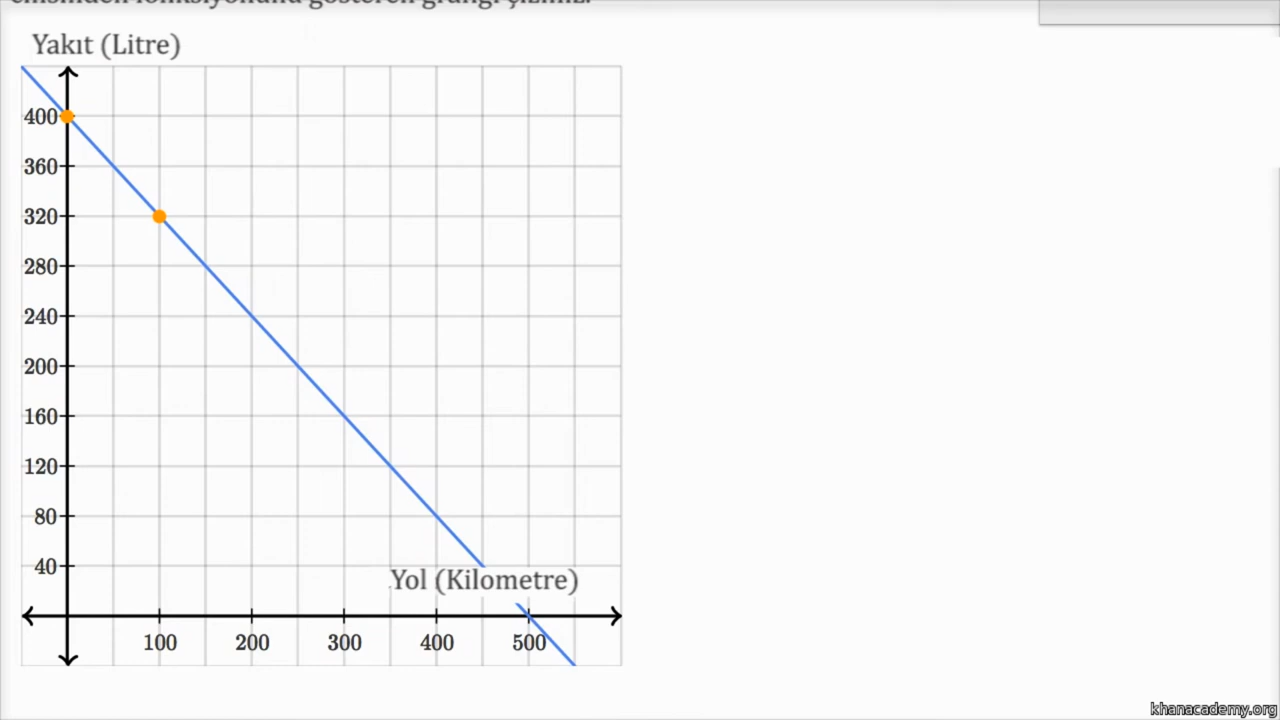 Yakıt (Litre)
400
360
320
280
240
200
160
120
80
40
Yol (Kilometre)
100 200 300 400 500
khanacademy.org